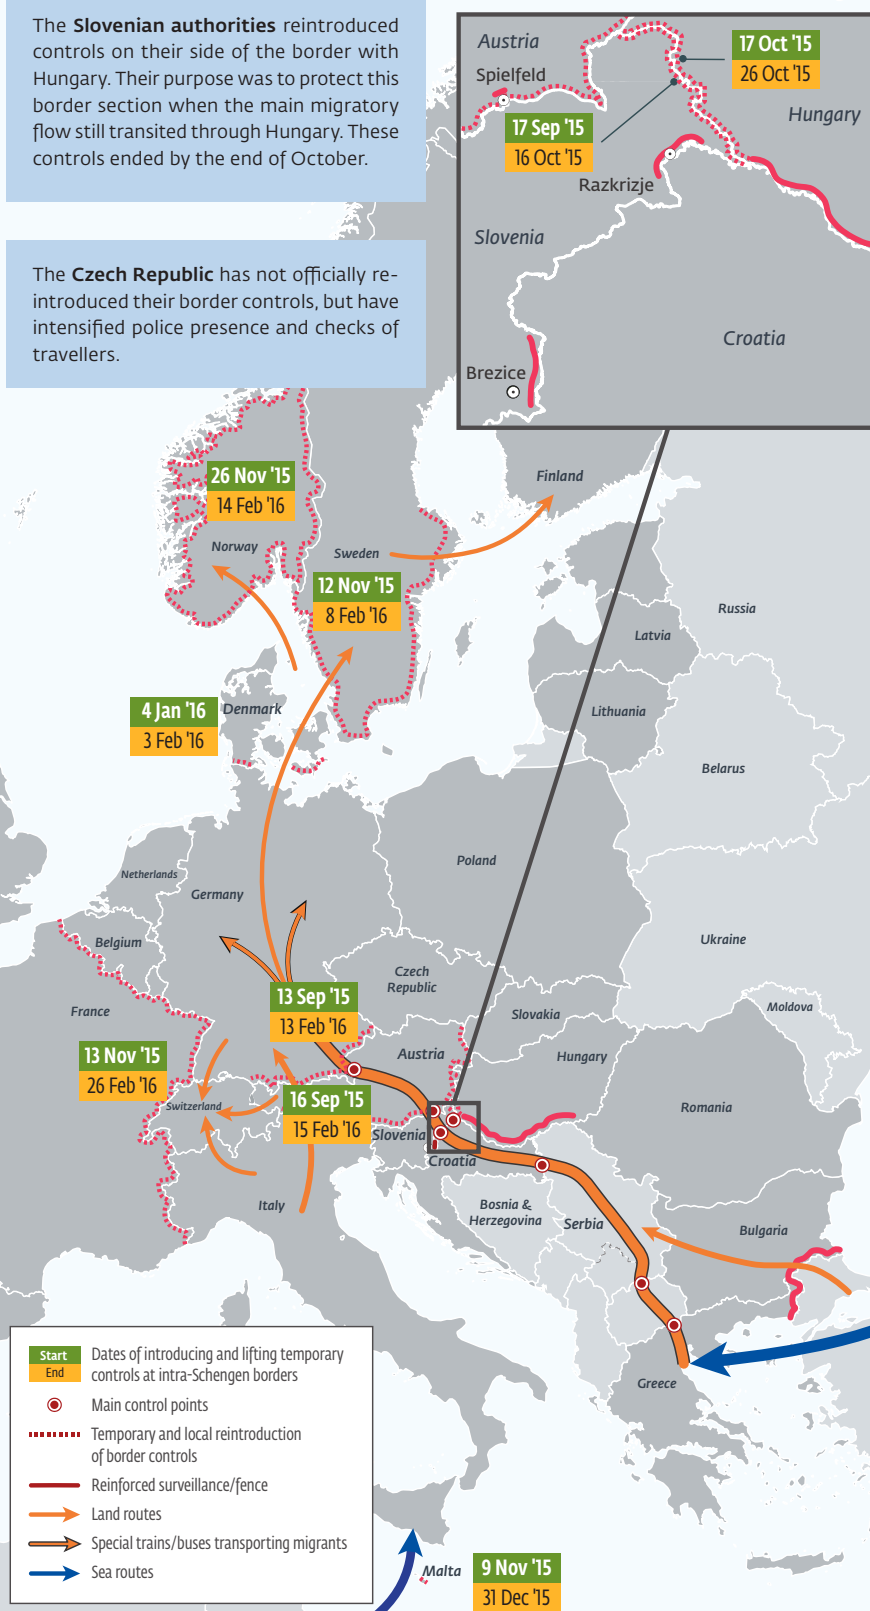 The Slovenian authorities reintroduced
controls on their side of the border with
Hungary. Their purpose was to protect this
border section when the main migratory
flow still transited through Hungary. These
controls ended by the end of October.
The Czech Republic has not officially re-
introduced their border controls, but have
intensified police presence and checks of
travellers.
Austria
17 Oct '15
26 Oct '15
Spielfeld
Hungary
17 Sep '15
16 Oct '15
Razkrizje
Slovenia
Croatia
Brezice
26 Nov '15
14 Feb '16
Finland
Norway
Sweden
12 Nov '15
8 Feb '16
Russia
Latvia
4 Jan '16
3 Feb '16
Denmark
Lithuania
Belarus
Poland
Netherlands
Germany
Belgium
Ukraine
Czech
Republic
13 Sep '15
13 Feb '16
France
Slovakia
Moldova
13 Nov '15
26 Feb '16
Austria
Hungary
Switzerland
16 Sep '15
15 Feb '16
Romania
Slovenia
Croatia
Italy
Bosnia &
Herzegovina
Serbia
Bulgaria
Greece
Start
End
Dates of introducing and lifting temporary
controls at intra-Schengen borders
Main control points
Temporary and local reintroduction
of border controls
Reinforced surveillance/fence
Land routes
Special trains/buses transporting migrants
Sea routes
Malta
9 Nov '15
31 Dec '15